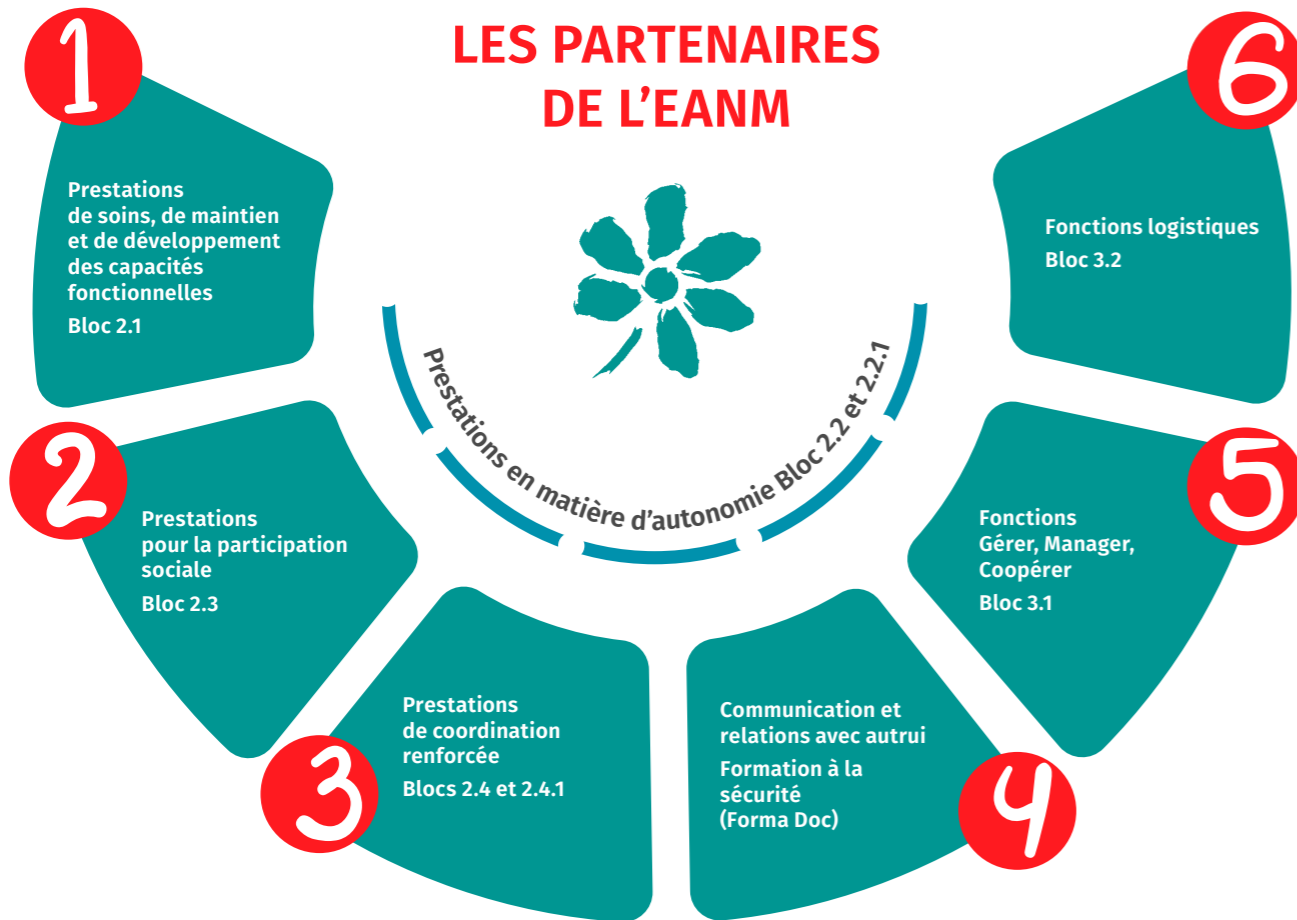 LES PARTENAIRES
DE L'EANM
1
Prestations
de soins, de maintien
et de développement
des capacités
fonctionnelles
Bloc 2.1
2
Prestations
pour la participation
sociale
Bloc 2.3
3
Prestations
de coordination
renforcée
Blocs 2.4 et 2.4.1
4
Communication et
relations avec autrui
Formation à la
sécurité
(Forma Doc)
5
Fonctions
Gérer, Manager,
Coopérer
Bloc 3.1
6
Fonctions logistiques
Bloc 3.2
Prestations en matière d'autonomie Bloc 2.2 et 2.2.1